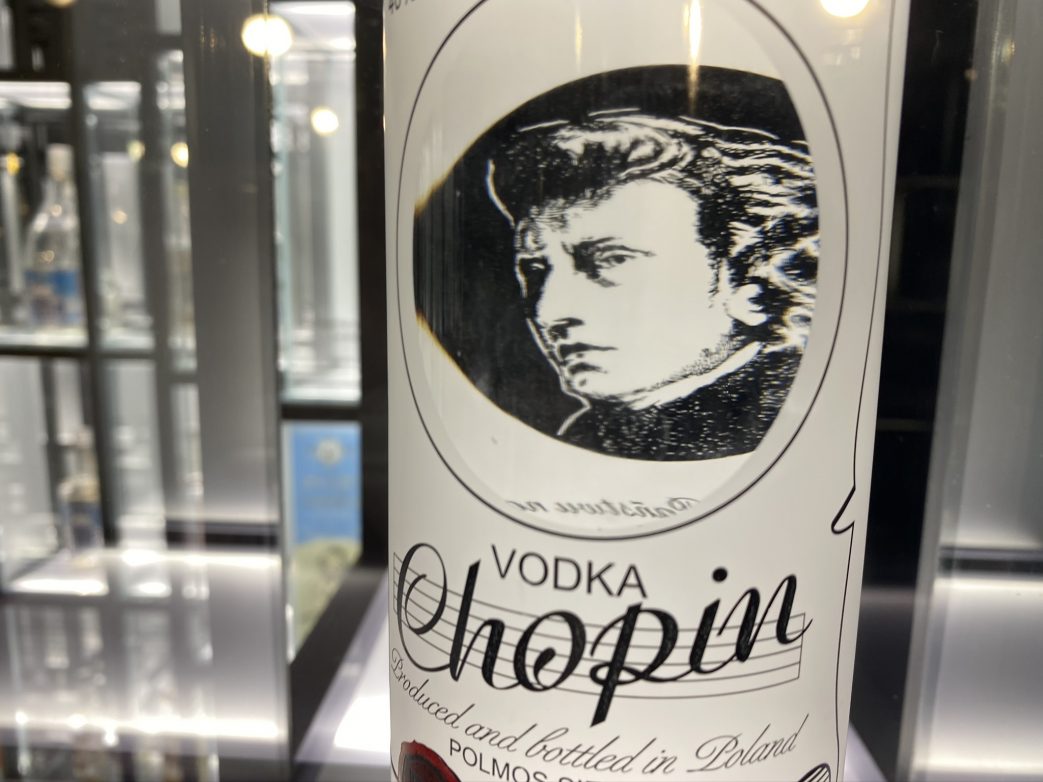 VODKA
Chopin
Produced and bottled in Poland
POLMOS